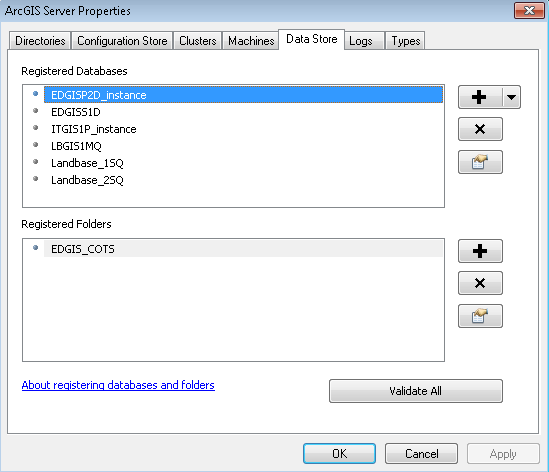 ArcGIS Server Properties
Directories Configuration Store Clusters Machines Data Store Logs Types
Registered Databases
EDGISP2D_instance
EDGISS1D
ITGIS1P_instance
LBGIS1MQ
Landbase_1SQ
Landbase_2SQ
Registered Folders
EDGIS_COTS
About registering databases and folders
Validate All
OK Cancel Apply